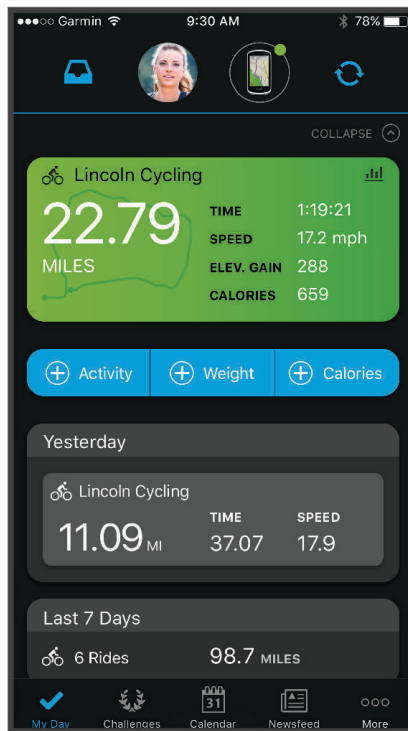 Garmin 9:30 AM 78%
COLLAPSE
Lincoln Cycling
22.79
MILES
TIME 1:19:21
SPEED 17.2 mph
ELEV. GAIN 288
CALORIES 659
Activity Weight Calories
Yesterday
Lincoln Cycling
11.09 MI
TIME SPEED
37.07 17.9
Last 7 Days
6 Rides 98.7 MILES
31
My Day Challenges Calendar Newsfeed More